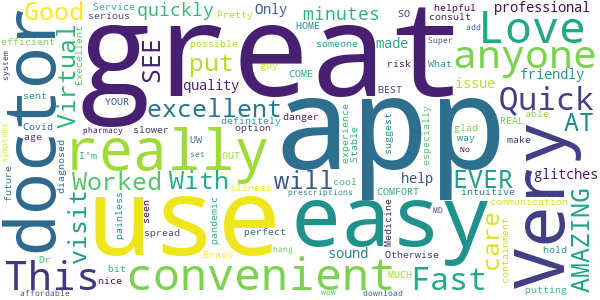 great
app
use
easy
doctor
Very
really
convenient
This
Love
anyone
Quick
excellent
Fast
Good
quickly
minutes
put
SEE
Virtual
visit
Worked
With
will
care
EVER
AT
AMAZING
quality
made
issue
friendly
professional
Only
glitches
sound
help
Service
serious
Pretty
possible
HOME
someone
SO
helpful
consult
Super
add
What
BEST
risk
guy
COME
YOUR
efficient
system
sent
Covid
age
slower
option
definitely
danger
pharmacy
UW
set
OUT
experience
Stable
suggest
especially
REAL
able
glad
way
No
make
future
symptoms
diagnosed
I'm
painless
seen
spread
illness
pandemic
perfect
cool
prescriptions
COMFORT
MD
Medicine
Otherwise
intuitive
communication
containment
hold
putting
Dr
bit
nice
affordable
Bravo
hang
Wow
MUCH
download